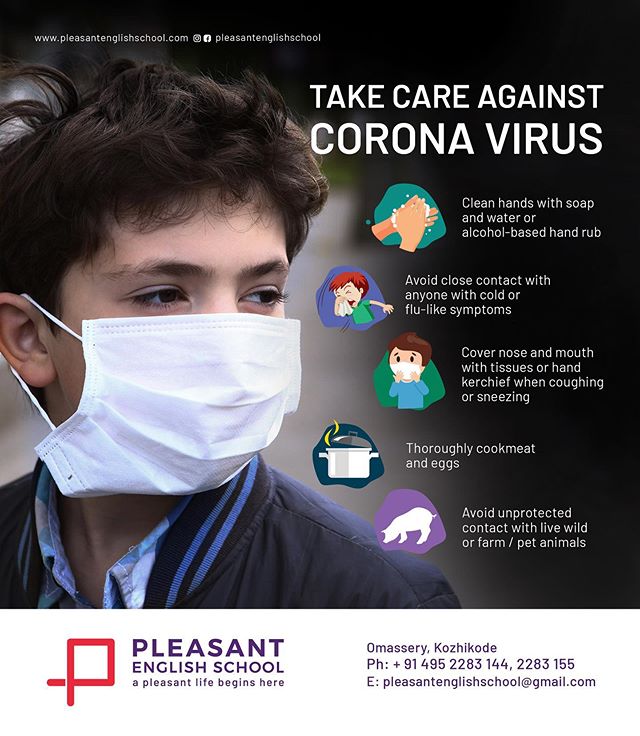 www.pleasantenglishschool.com pleasantenglishschool
TAKE CARE AGAINST
CORONA VIRUS
Clean hands with soap
and water or
alcohol-based hand rub
Avoid close contact with
anyone with cold or
flu-like symptoms
Cover nose and mouth
with tissues or hand
kerchief when coughing
or sneezing
Thoroughly cookmeat
and eggs
Avoid unprotected
contact with live wild
or farm / pet animals
PLEASANT
ENGLISH SCHOOL
a pleasant life begins here
Omassery, Kozhikode
Ph: + 91 495 2283 144, 2283 155
E: pleasantenglishschool@gmail.com